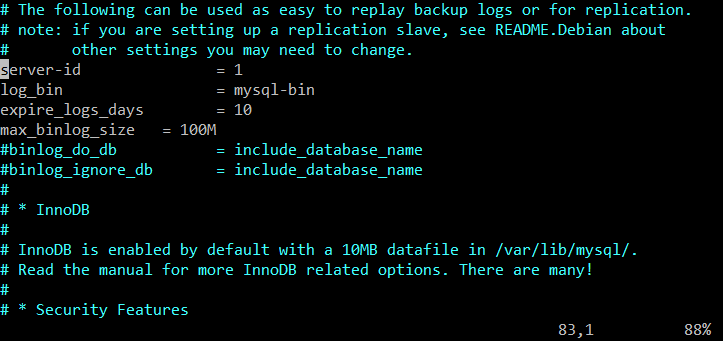 # The following can be used as easy to replay backup logs or for replication.
# note: if you are setting up a replication slave, see README.Debian about
#       other settings you may need to change.
server-id               = 1
log_bin                 = mysql-bin
expire_logs_days        = 10
max_binlog_size   = 100M
#binlog_do_db           = include_database_name
#binlog_ignore_db       = include_database_name
#
# * InnoDB
#
# InnoDB is enabled by default with a 10MB datafile in /var/lib/mysql/.
# Read the manual for more InnoDB related options. There are many!
#
# * Security Features
83,1          88%